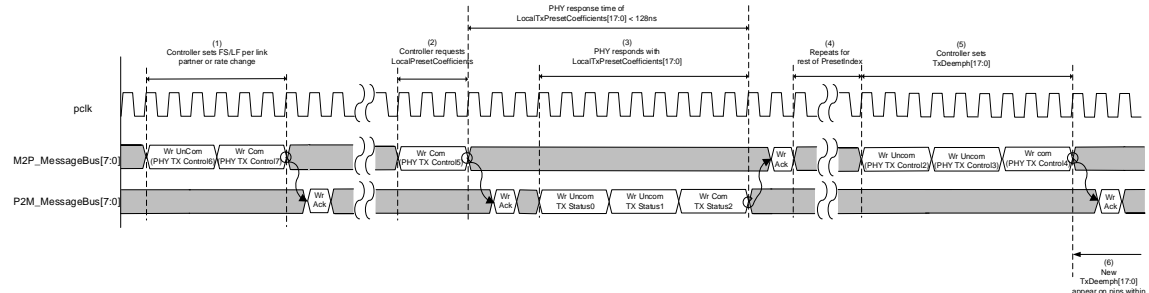 PHY response time of
LocalTxPresetCoefficients[17:0] < 128ns
(1)
Controller sets FS/LF per link
partner or rate change
(2)
Controller requests
LocalPresetCoefficients
(3)
PHY responds with
LocalTxPresetCoefficients[17:0]
(4)
Repeats for
rest of PresetIndex
(5)
Controller sets
TxDeemph[17:0]
pclk
M2P_MessageBus[7:0]
Wr UnCom
(PHY TX Control6)
Wr Com
(PHY TX Control7)
Wr Com
(PHY TX Control5)
Wr
Ack
Wr Uncom
(PHY TX Control2)
Wr Uncom
(PHY TX Control3)
Wr com
(PHY TX Control4)
P2M_MessageBus[7:0]
Wr
Ack
Wr
Ack
Wr Uncom
TX Status0
Wr Uncom
TX Status1
Wr Com
TX Status2
Wr
Ack
(6)
New
TxDeemph[17:0]
appear on pins within